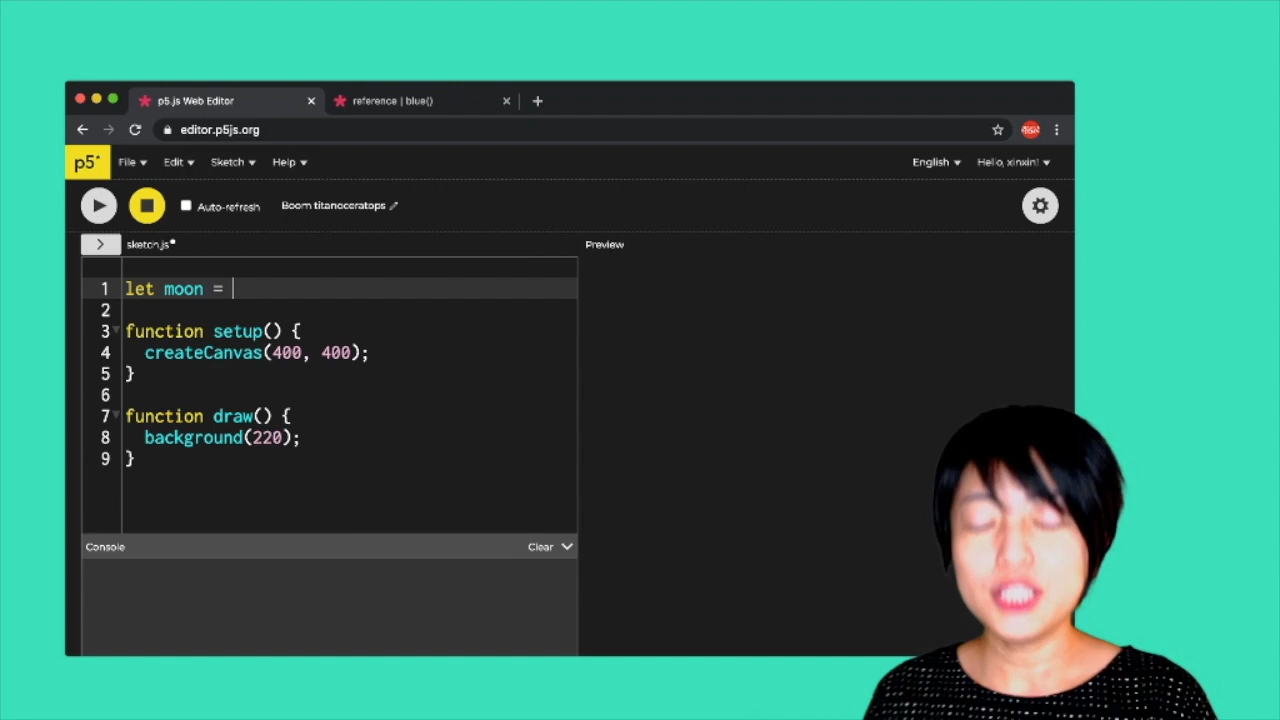 p5.js Web Editor
reference | blue()
editor.p5js.org
p5*
File
Edit
Sketch
Help
English
Hello, xinxin!
Auto-refresh
Boom titanoceratops
sketch.js
Preview
1 let moon =
2
3 function setup() {
4 createCanvas(400, 400);
5 }
6
7 function draw() {
8 background(220);
9 }
Console
Clear